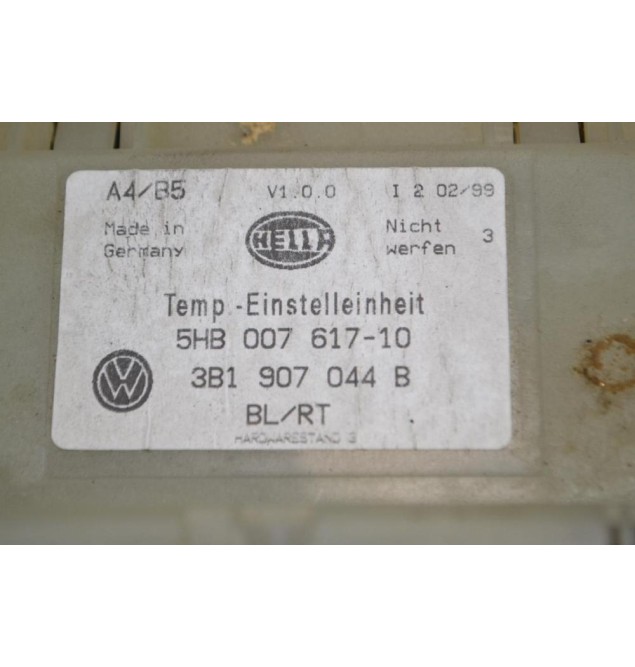 A4/B5 V1.0.0 I 2 02/99
Made in
Germany
HELLA
Nicht
werfen 3
Temp.-Einstelleinheit
5HB 007 617-10
VW
3B1 907 044 B
BL/RT
HARDWARESTAND 3